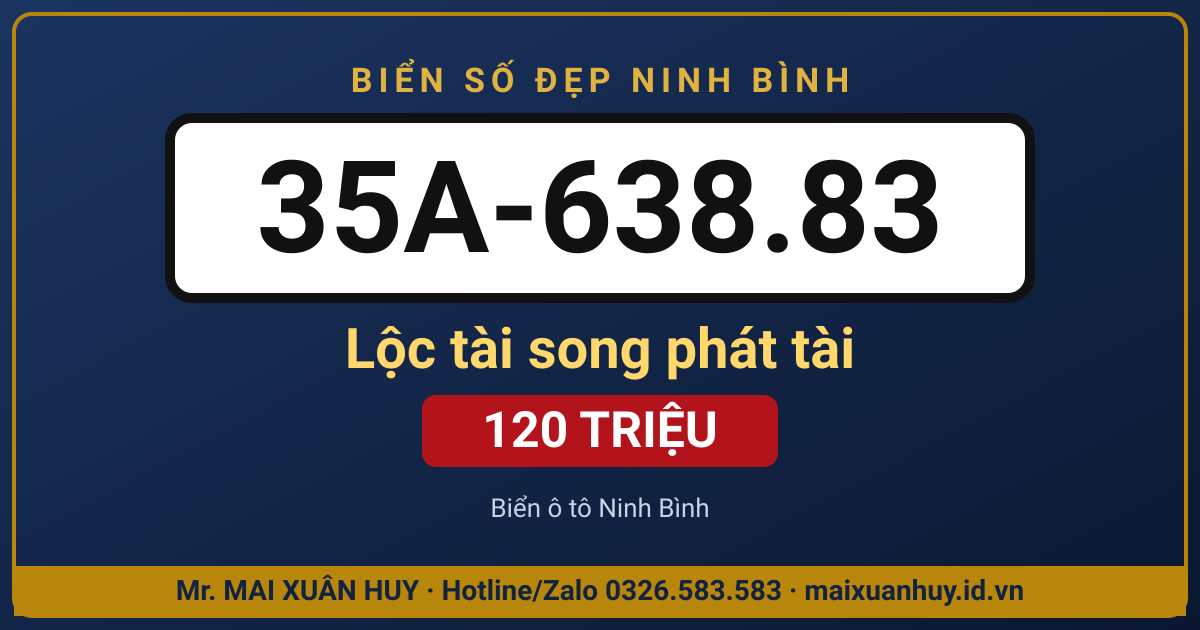 BIỂN SỐ ĐẸP NINH BÌNH
35A-638.83
Lộc tài song phát tài
120 TRIỆU
Biển ô tô Ninh Bình
Mr. MAI XUÂN HUY · Hotline/Zalo 0326.583.583 · maixuanhuy.id.vn